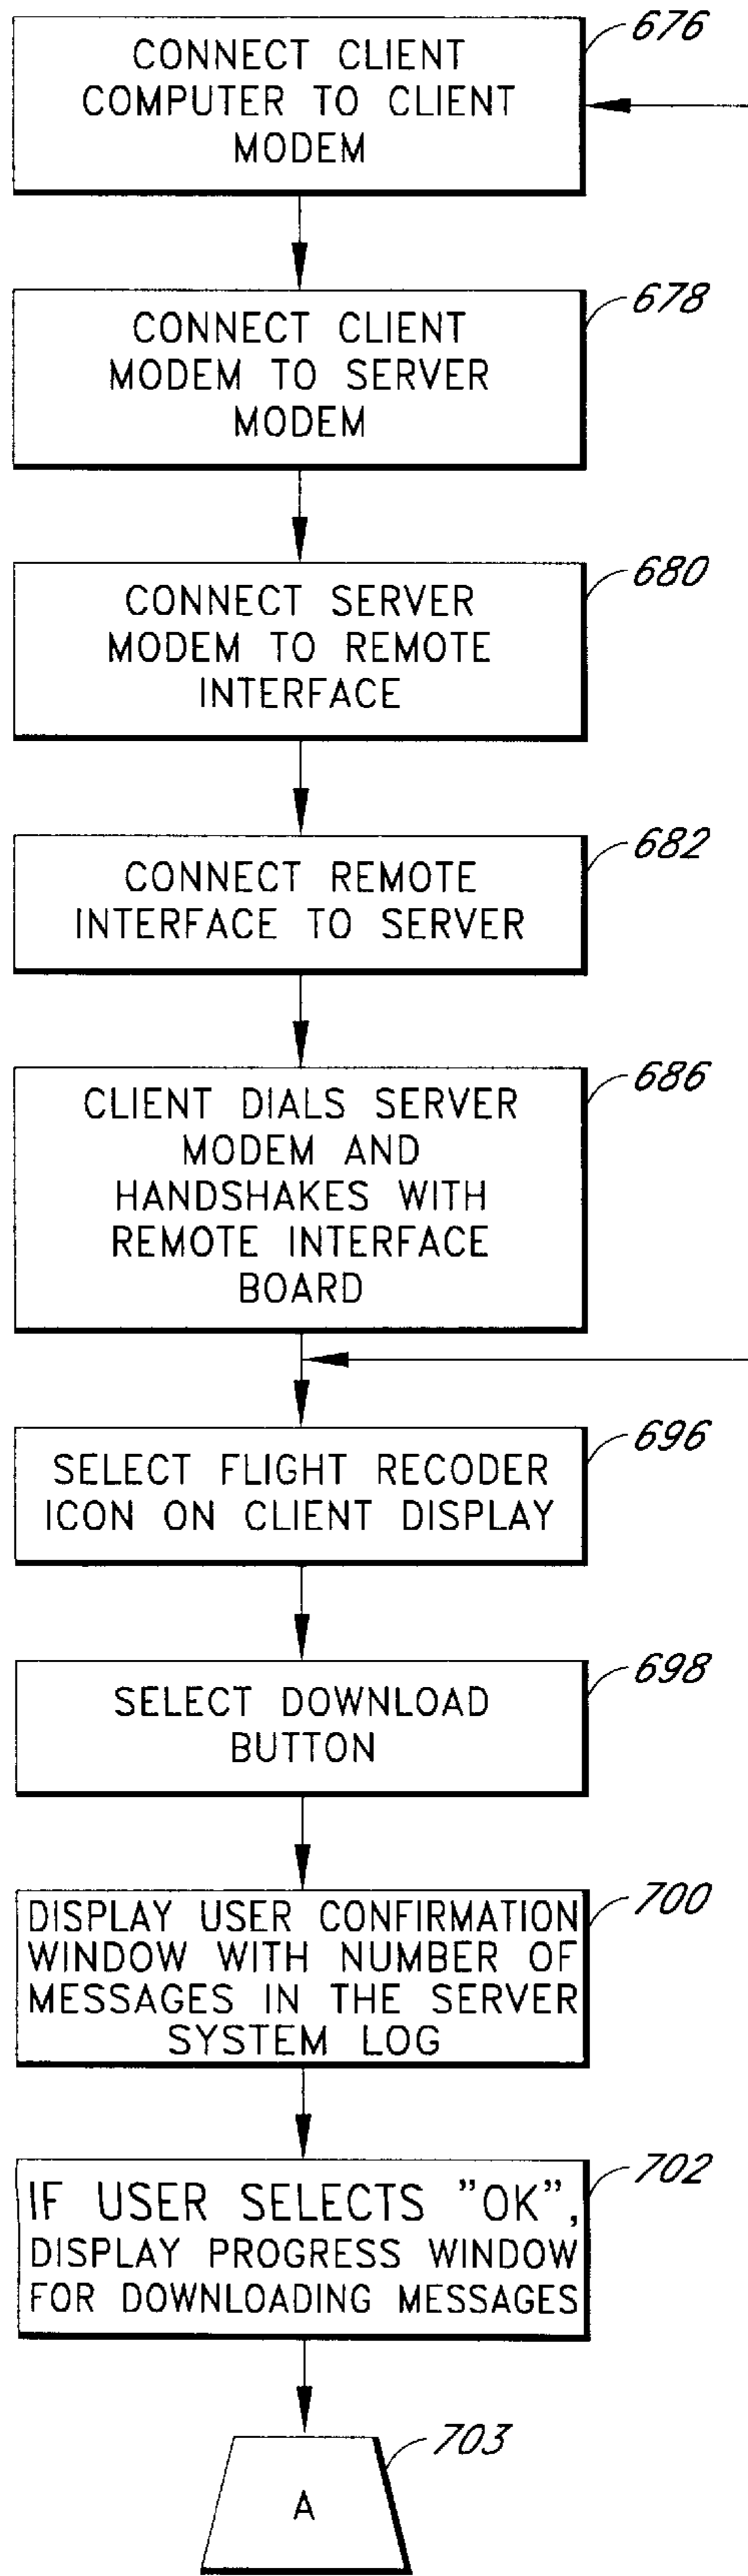 676
CONNECT CLIENT
COMPUTER TO CLIENT
MODEM
678
CONNECT CLIENT
MODEM TO SERVER
MODEM
680
CONNECT SERVER
MODEM TO REMOTE
INTERFACE
682
CONNECT REMOTE
INTERFACE TO SERVER
686
CLIENT DIALS SERVER
MODEM AND
HANDSHAKES WITH
REMOTE INTERFACE
BOARD
696
SELECT FLIGHT RECODER
ICON ON CLIENT DISPLAY
698
SELECT DOWNLOAD
BUTTON
700
DISPLAY USER CONFIRMATION
WINDOW WITH NUMBER OF
MESSAGES IN THE SERVER
SYSTEM LOG
702
IF USER SELECTS "OK",
DISPLAY PROGRESS WINDOW
FOR DOWNLOADING MESSAGES
703
A